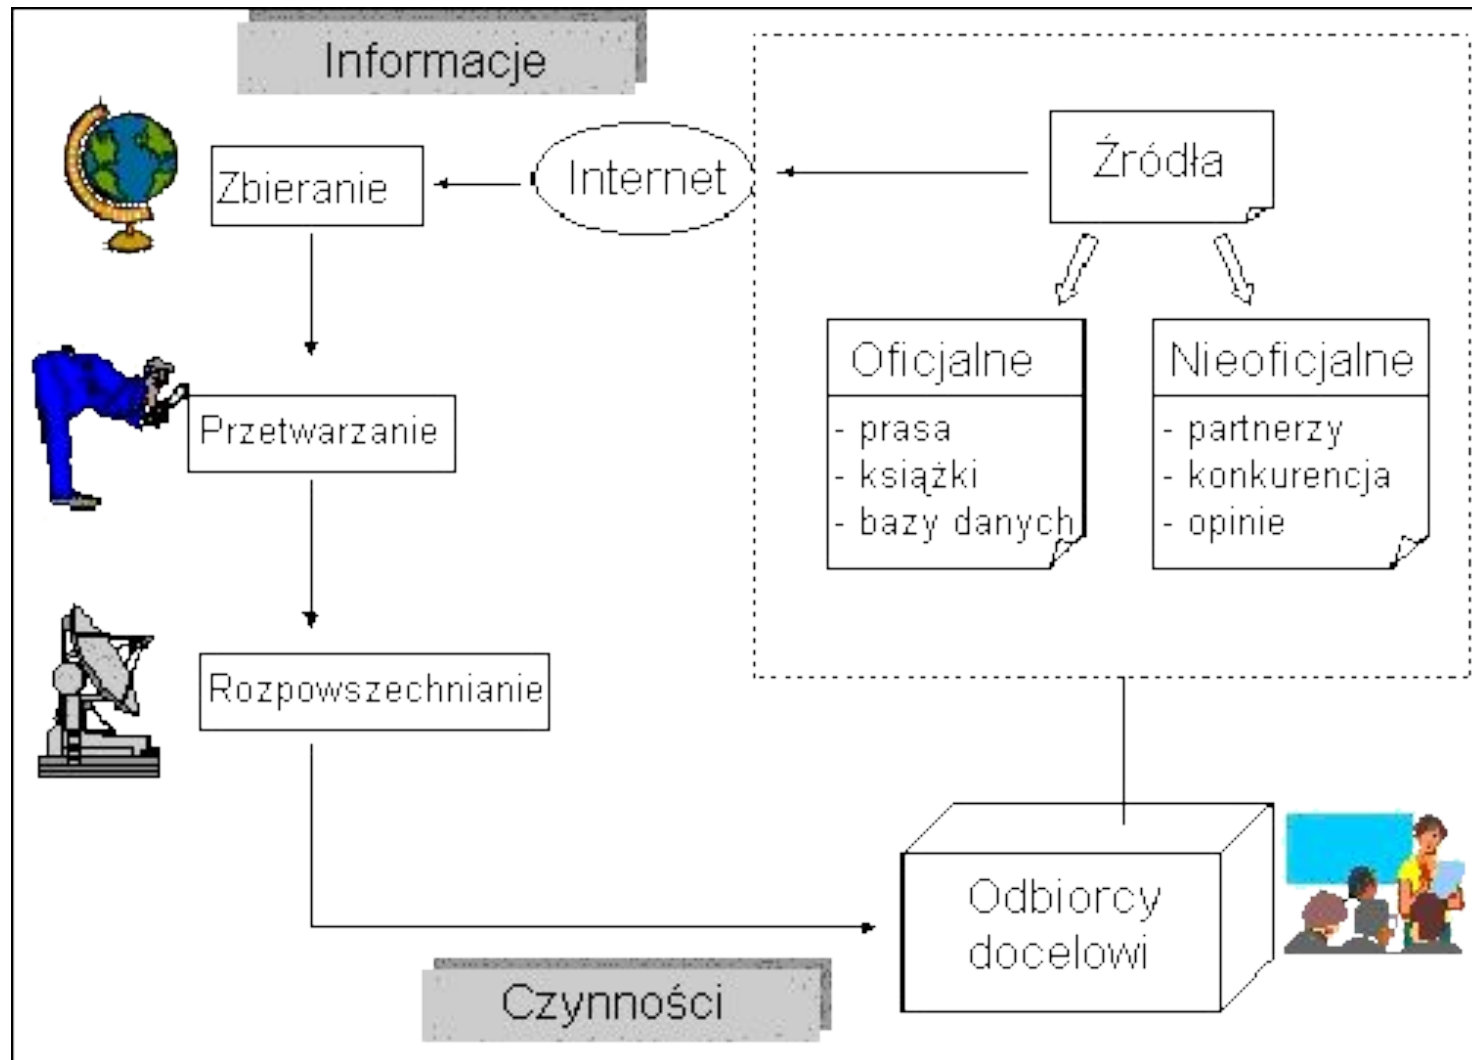 Informacje
Internet
Zbieranie
Źródła
Oficjalne
- prasa
- książki
- bazy danych
Nieoficjalne
- partnerzy
- konkurencja
- opinie
Przetwarzanie
Rozpowszechnianie
Odbiorcy
docelowi
Czynności